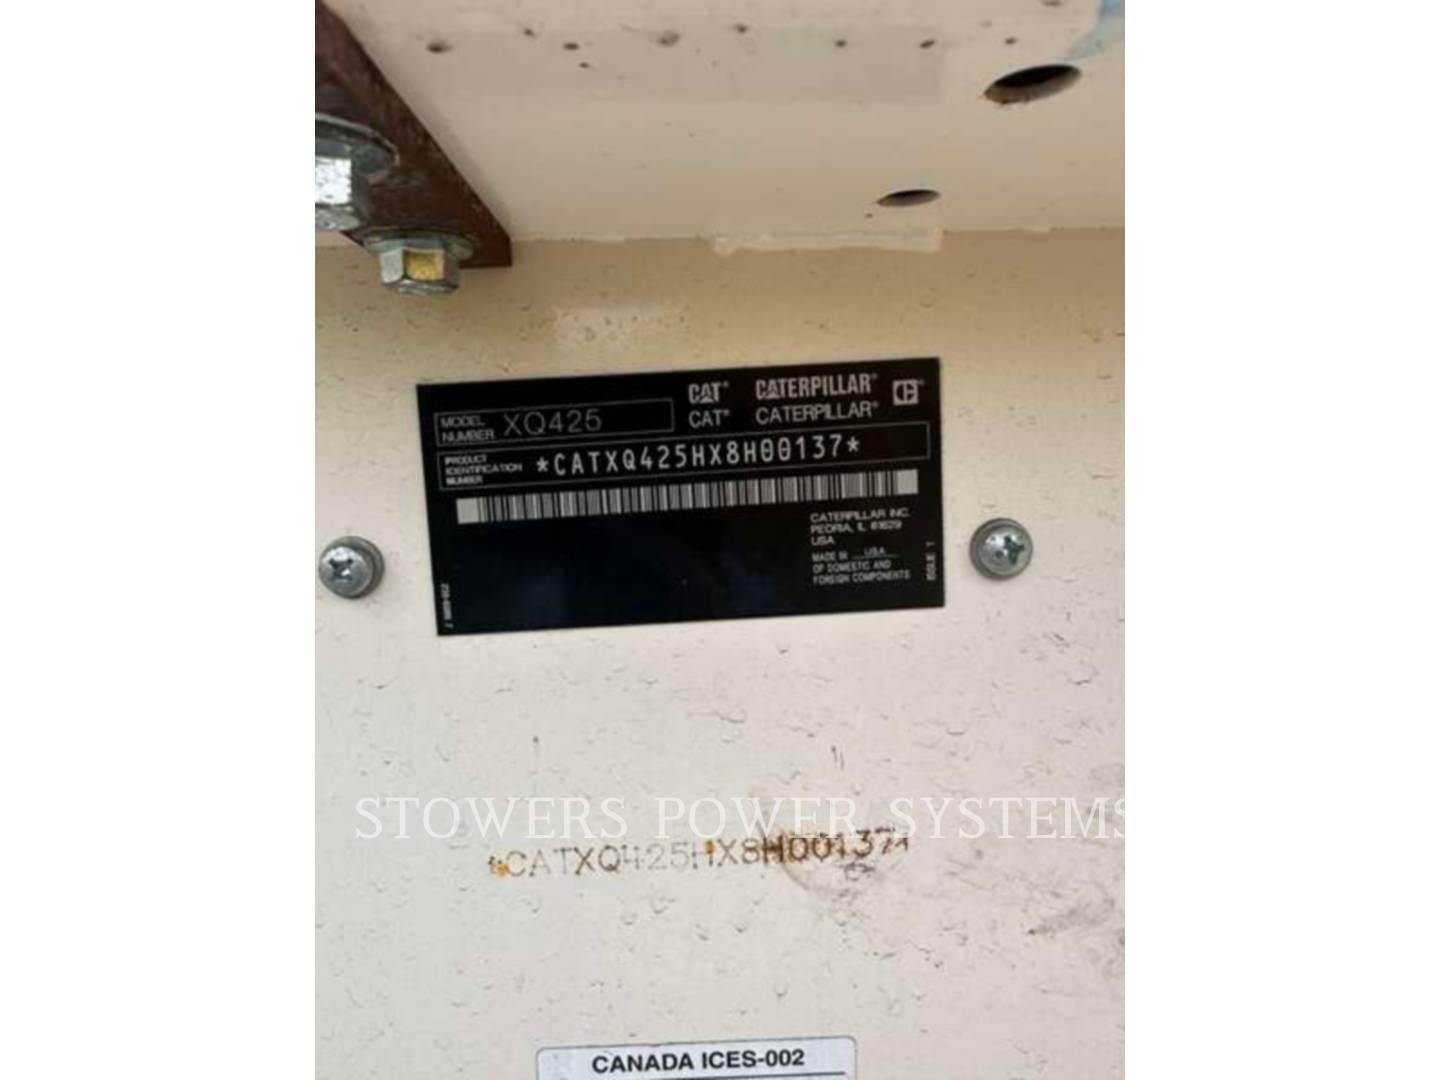 CAT® CATERPILLAR®
CAT® CATERPILLAR®
MODEL NUMBER XQ425
PRODUCT IDENTIFICATION NUMBER *CATXQ425HX8H00137*
CATERPILLAR INC.
PEORIA, IL 61629
USA
MADE IN USA
OF DOMESTIC AND
FOREIGN COMPONENTS
ISSUE 1
STOWERS POWER SYSTEMS
*CATXQ425HX8H00137*
CANADA ICES-002